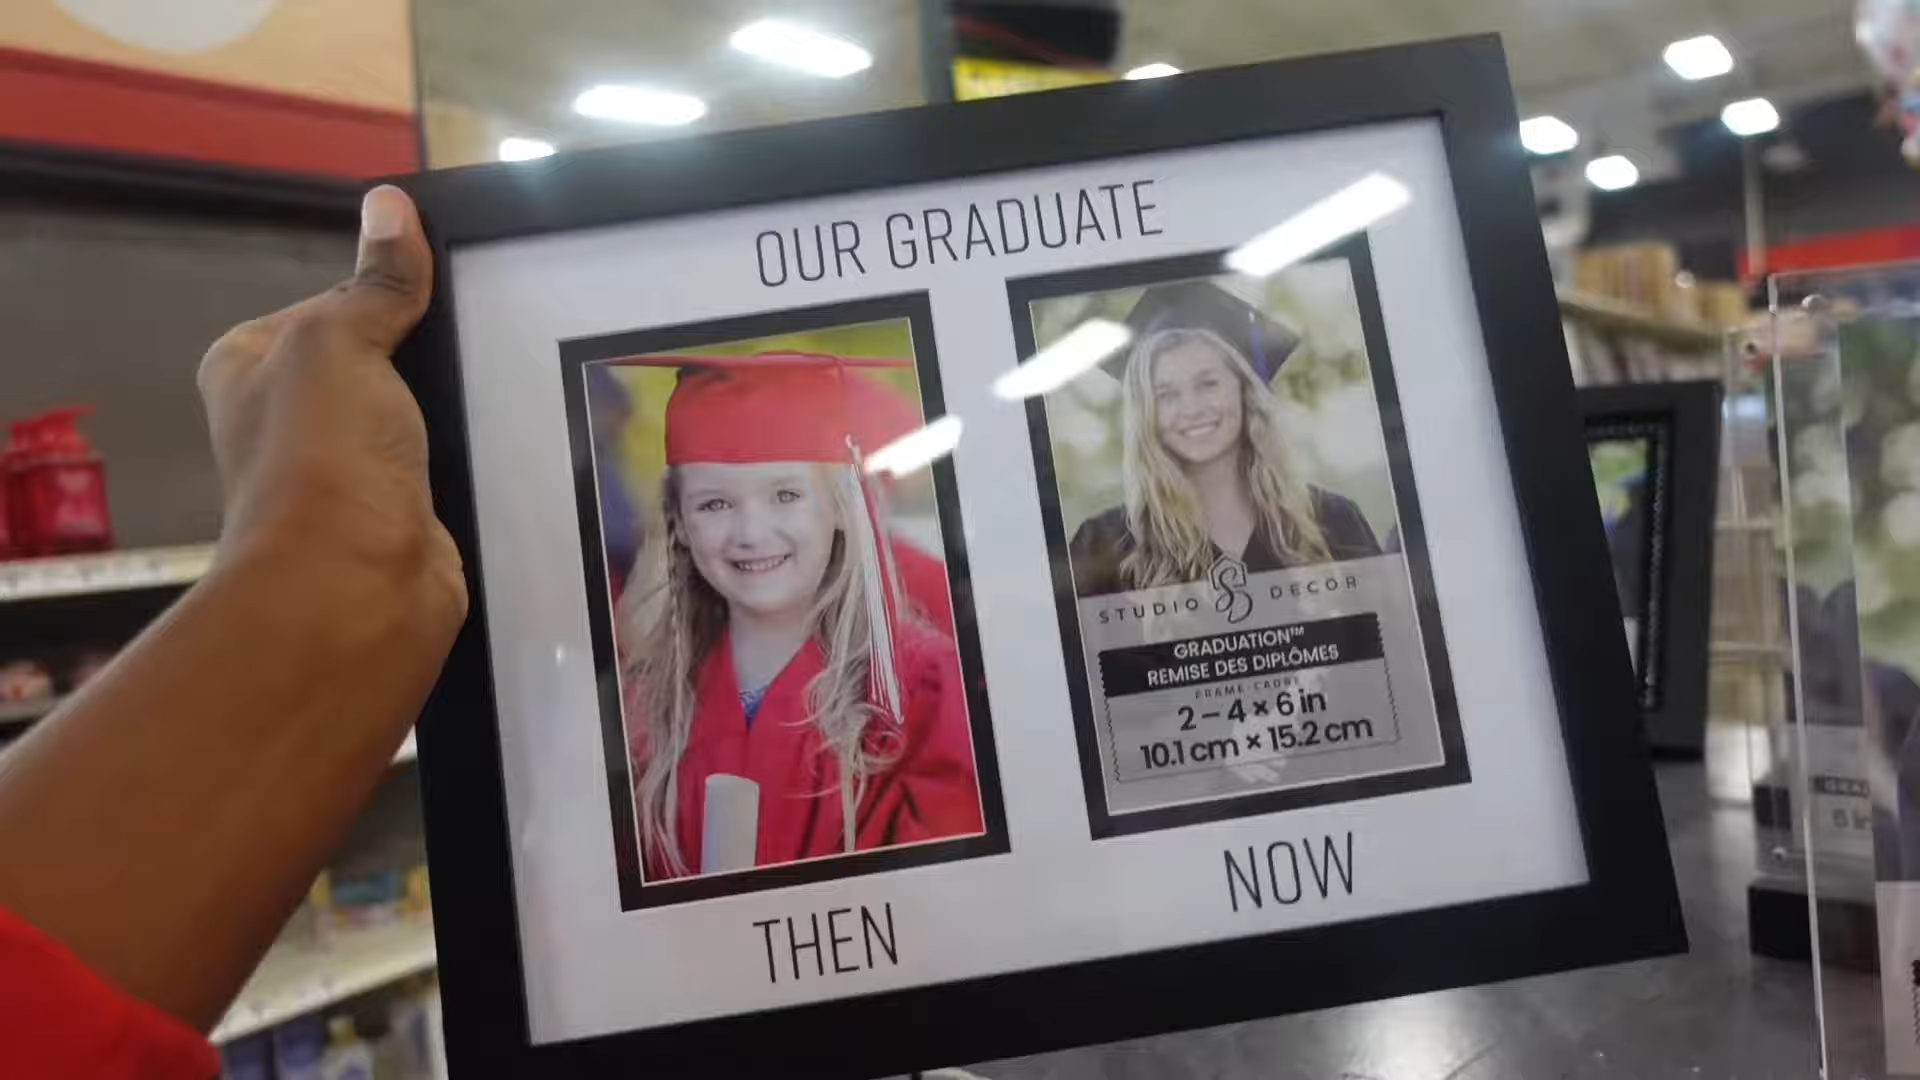 OUR GRADUATE
STUDIO DECOR
GRADUATION™
REMISE DES DIPLÔMES
FRAME · CADRE
2 – 4 × 6 in
10.1 cm × 15.2 cm
THEN
NOW